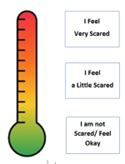 I Feel
Very Scared
I Feel
a Little Scared
I am not
Scared/ Feel
Okay